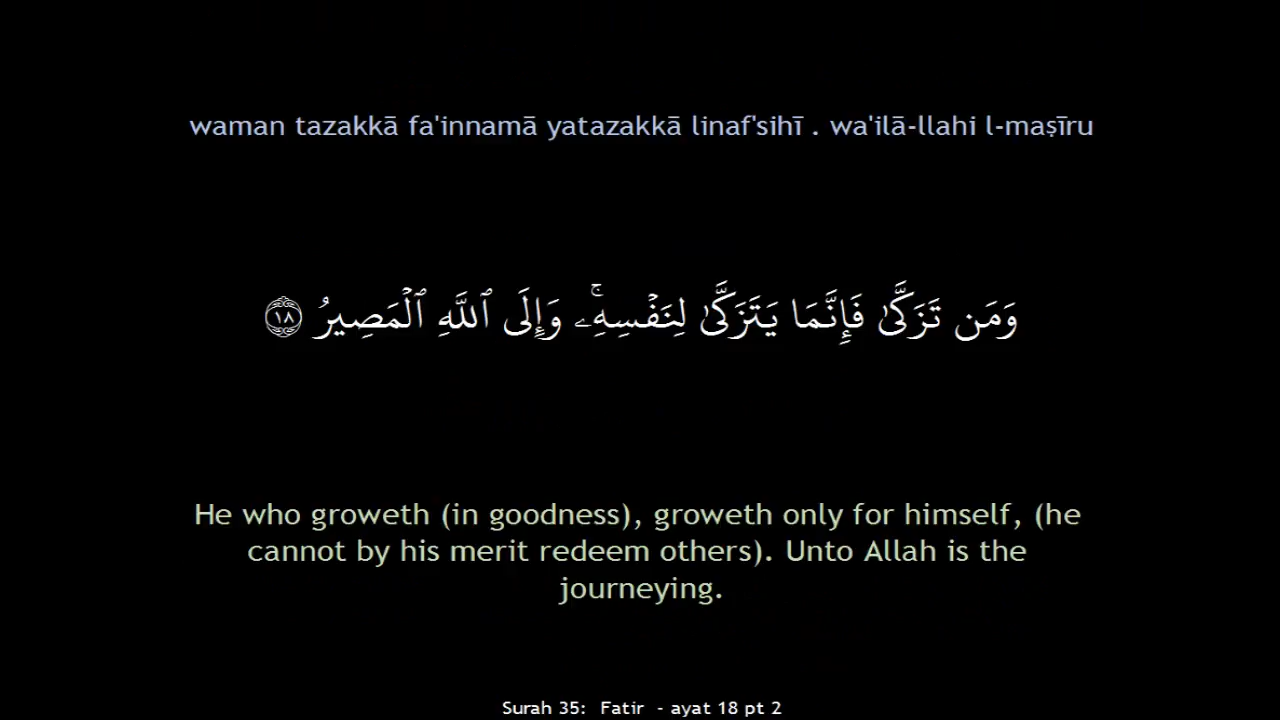 waman tazakkā fa'innamā yatazakkā linaf'sihī . wa'ilā-llahi l-maṣīru
وَمَن تَزَكَّىٰ فَإِنَّمَا يَتَزَكَّىٰ لِنَفْسِهِۦۚ وَإِلَى ٱللَّهِ ٱلْمَصِيرُ ١٨
He who groweth (in goodness), groweth only for himself, (he
cannot by his merit redeem others). Unto Allah is the
journeying.
Surah 35:  Fatir  - ayat 18 pt 2